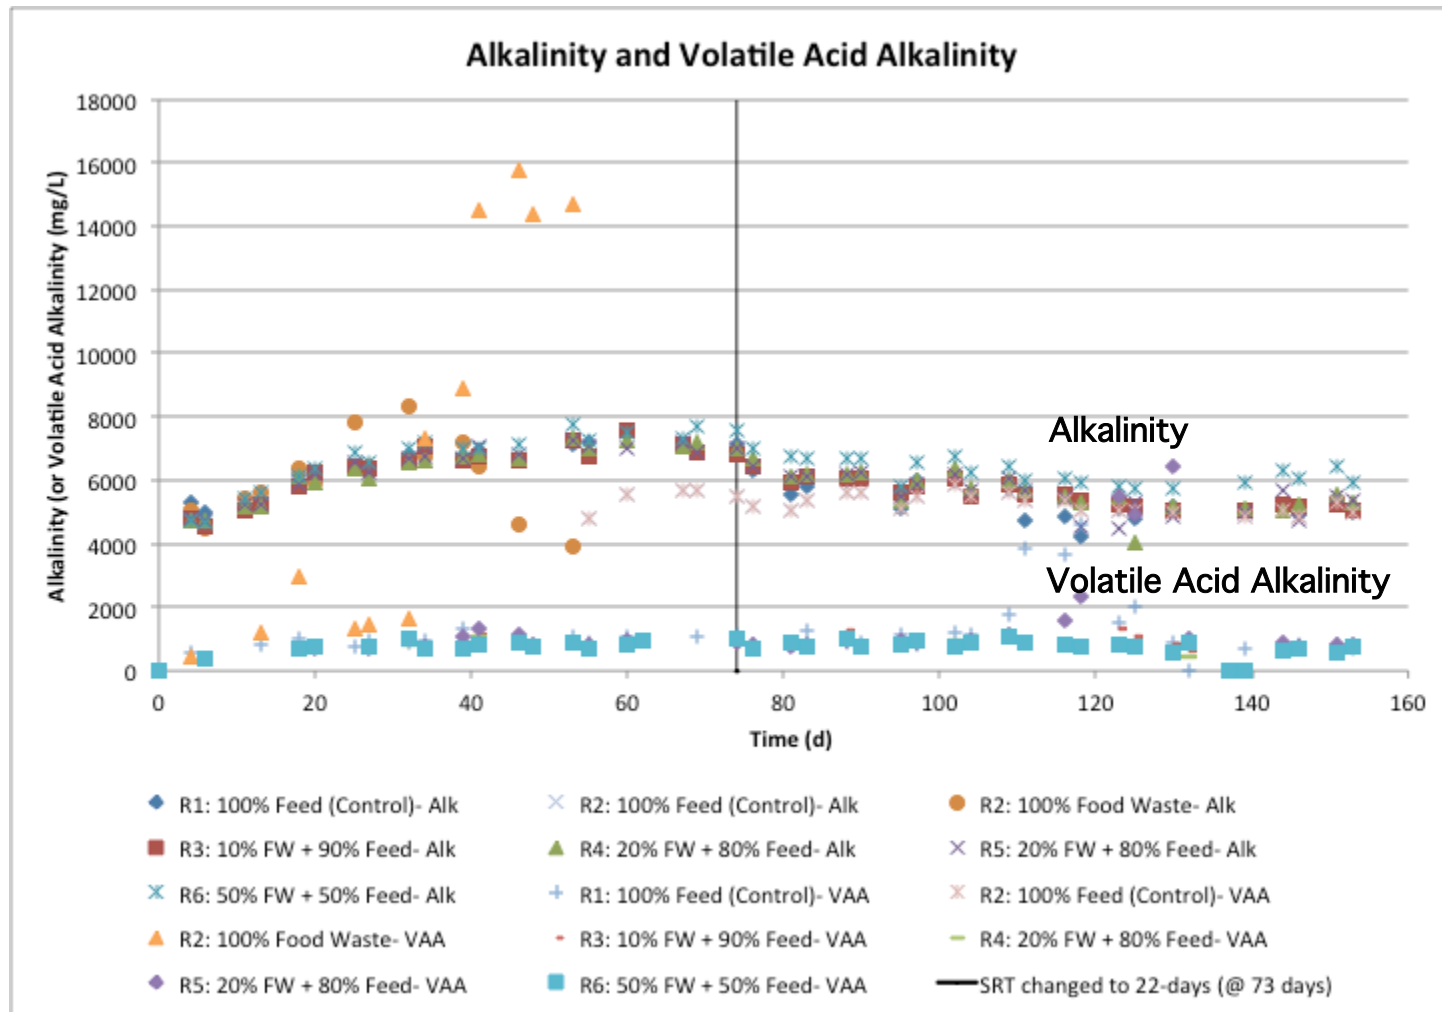 Alkalinity and Volatile Acid Alkalinity
Alkalinity (or Volatile Acid Alkalinity (mg/L)
18000
16000
14000
12000
10000
8000
6000
4000
2000
0
Alkalinity
Volatile Acid Alkalinity
0 20 40 60 80 100 120 140 160
Time (d)
R1: 100% Feed (Control)- Alk
R2: 100% Feed (Control)- Alk
R2: 100% Food Waste- Alk
R3: 10% FW + 90% Feed- Alk
R4: 20% FW + 80% Feed- Alk
R5: 20% FW + 80% Feed- Alk
R6: 50% FW + 50% Feed- Alk
R1: 100% Feed (Control)- VAA
R2: 100% Feed (Control)- VAA
R2: 100% Food Waste- VAA
R3: 10% FW + 90% Feed- VAA
R4: 20% FW + 80% Feed- VAA
R5: 20% FW + 80% Feed- VAA
R6: 50% FW + 50% Feed- VAA
SRT changed to 22-days (@ 73 days)